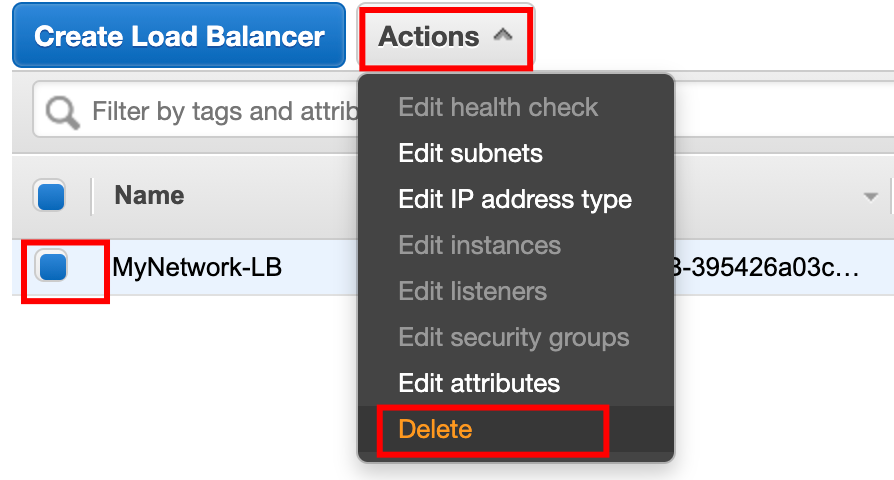 Create Load Balancer
Actions
Filter by tags and attrib
Edit health check
Edit subnets
Name
Edit IP address type
Edit instances
MyNetwork-LB
-395426a03c...
Edit listeners
Edit security groups
Edit attributes
Delete